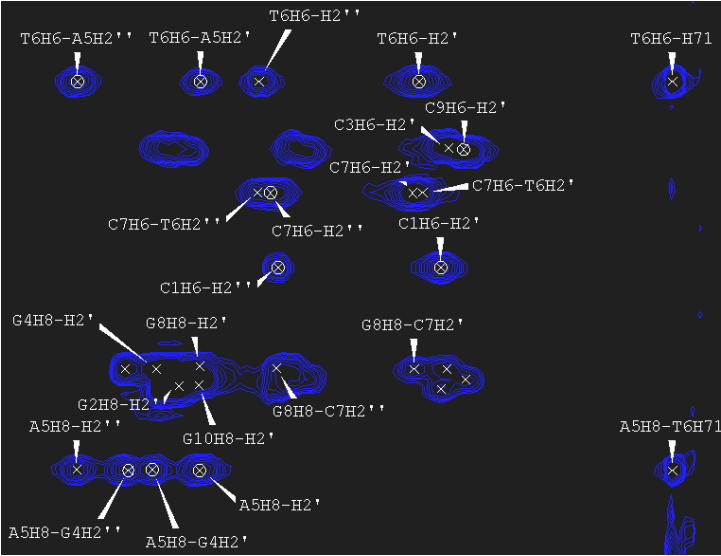 T6H6-H2''
T6H6-A5H2''
T6H6-A5H2'
T6H6-H2'
T6H6-H71
C9H6-H2'
C3H6-H2'
C7H6-H2'
C7H6-T6H2'
C7H6-T6H2''
C7H6-H2''
C1H6-H2'
C1H6-H2''
G4H8-H2'
G8H8-H2'
G8H8-C7H2'
G2H8-H2'
G8H8-C7H2''
G10H8-H2'
A5H8-H2''
A5H8-T6H71
A5H8-H2'
A5H8-G4H2''
A5H8-G4H2'